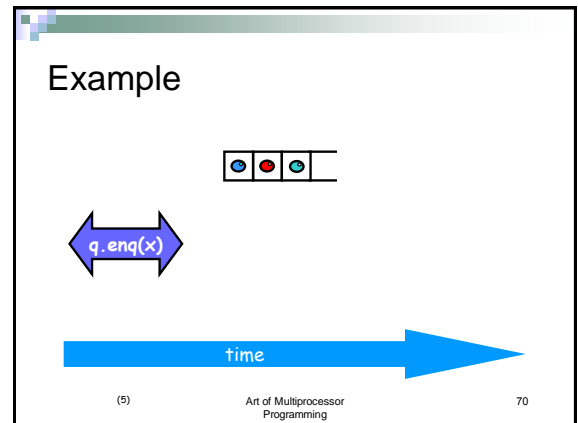 Example
q.enq(x)
time
(5)
Art of Multiprocessor
Programming
70